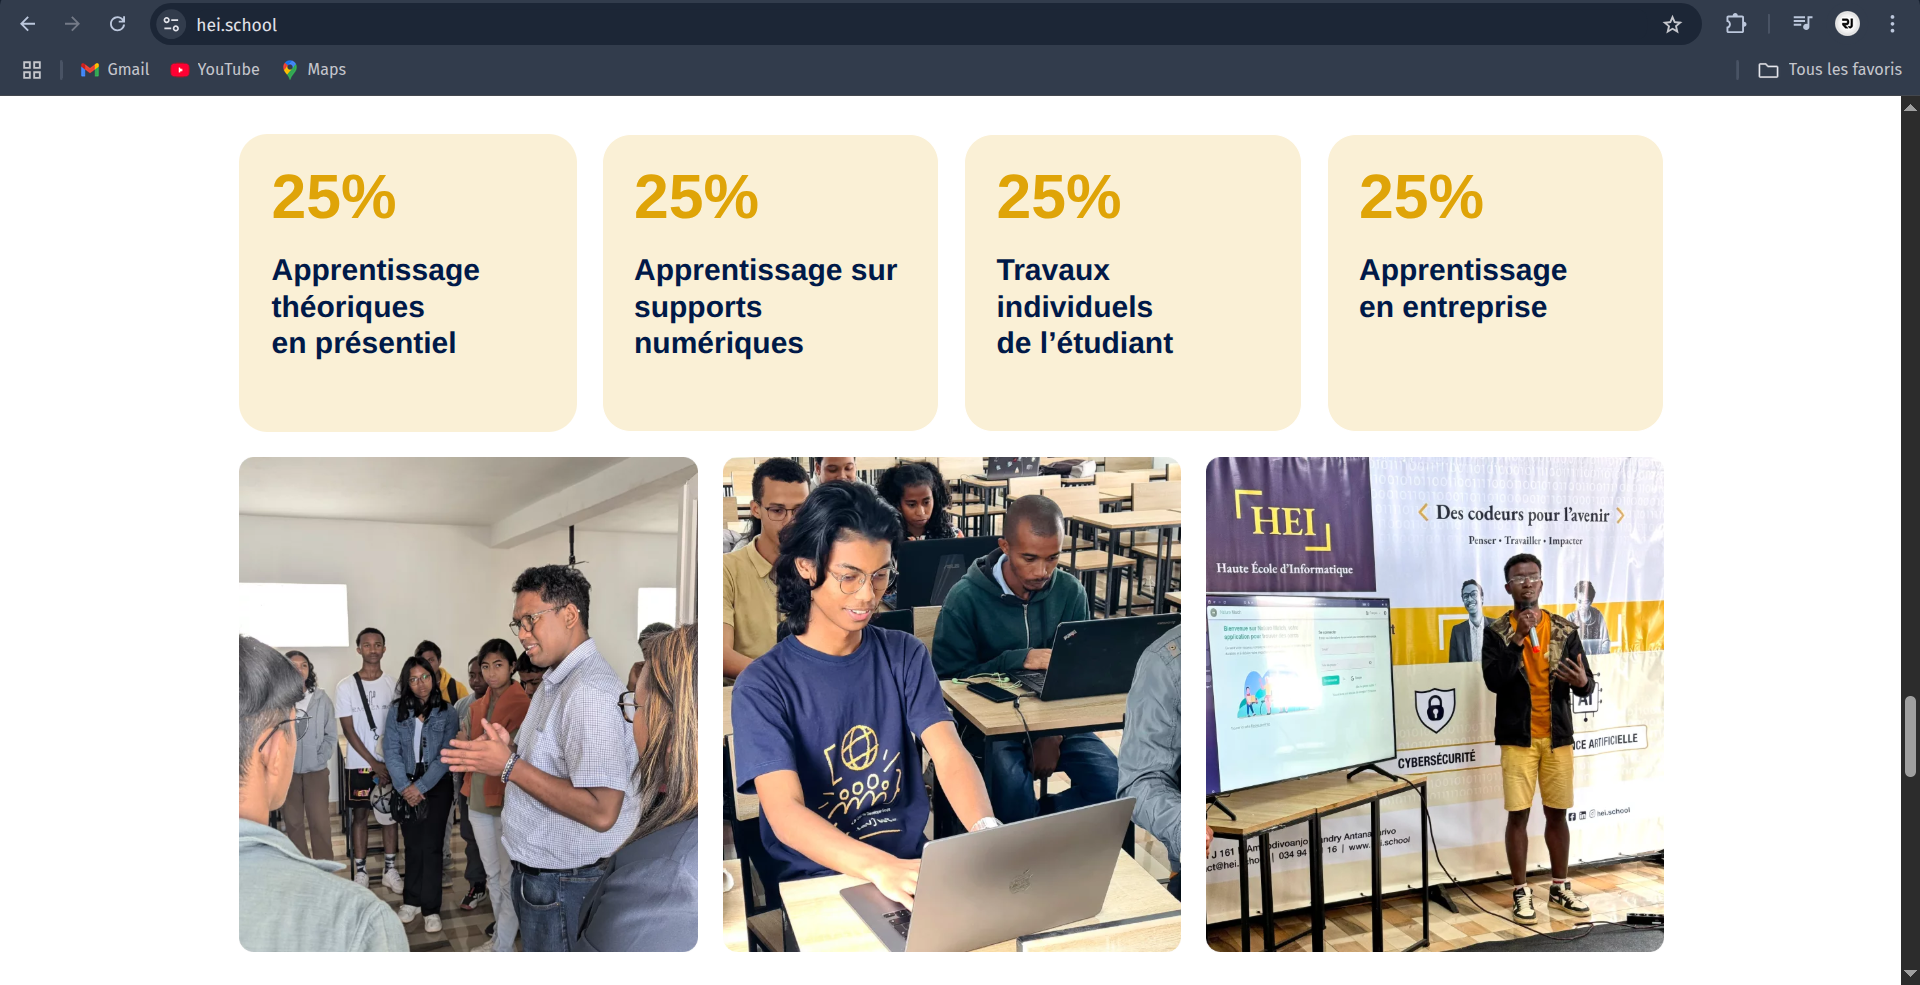 hei.school
Gmail
YouTube
Maps
Tous les favoris
25%
Apprentissage
théoriques
en présentiel
25%
Apprentissage sur
supports
numériques
25%
Travaux
individuels
de l’étudiant
25%
Apprentissage
en entreprise
HEI
Haute École d’Informatique
Des codeurs pour l’avenir
Penser • Travailler • Impacter
CYBERSÉCURITÉ
AI
CE ARTIFICIELLE
hei.school